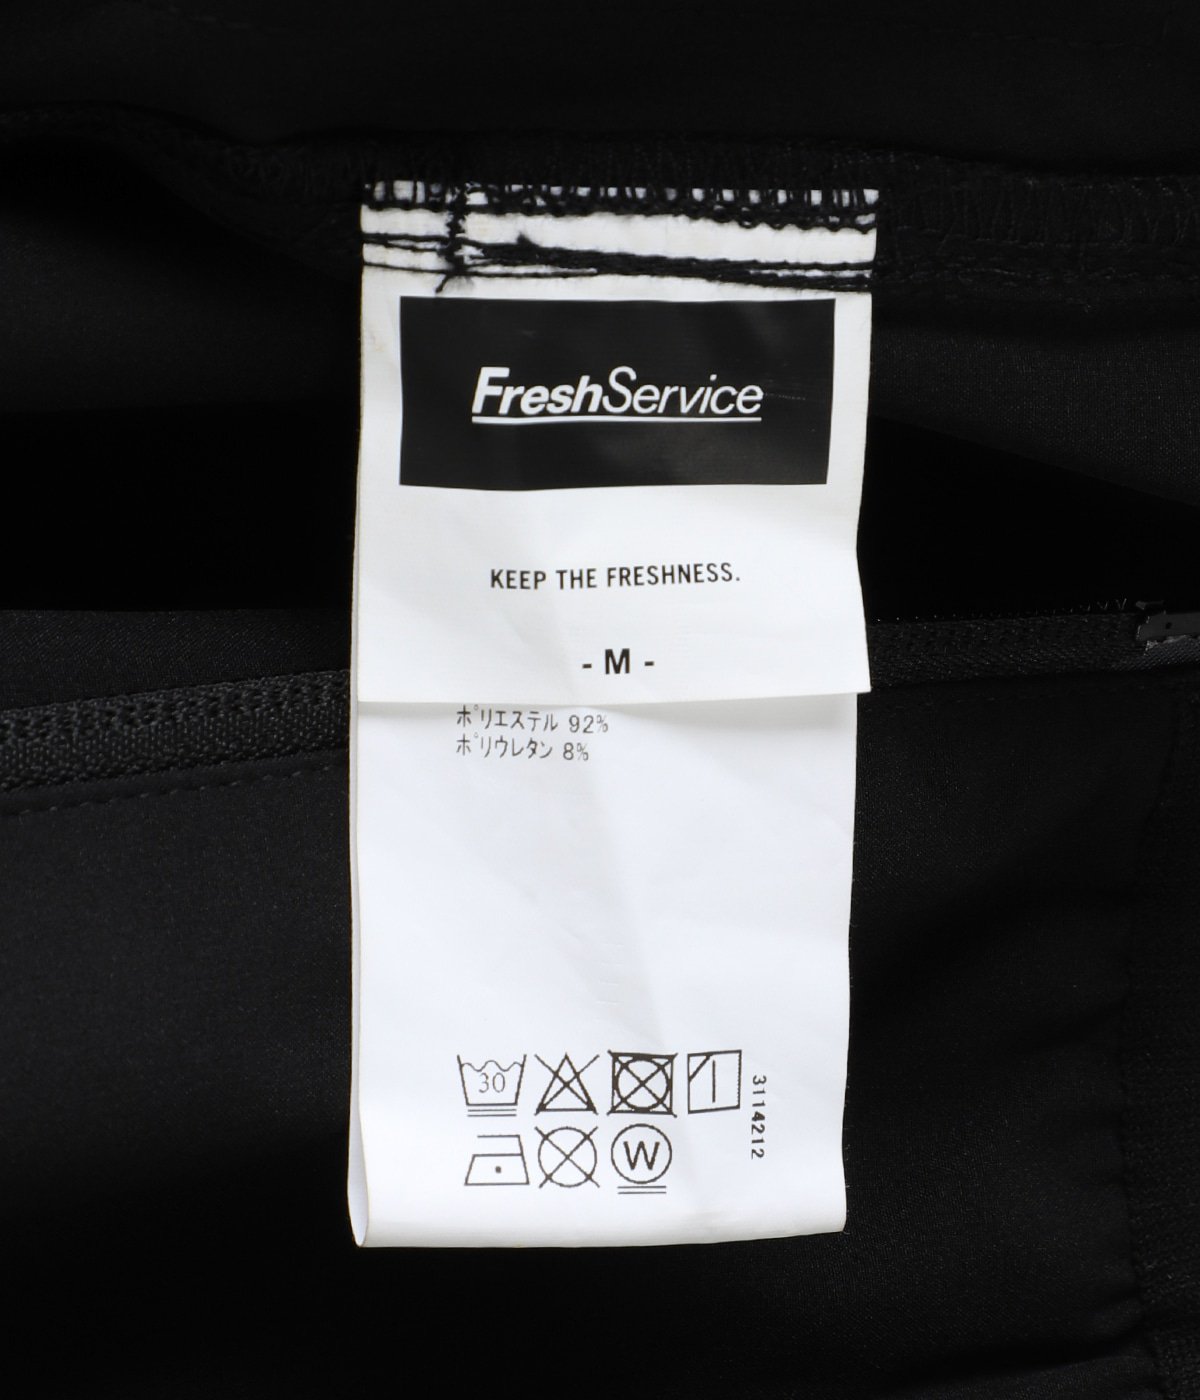 FreshService
KEEP THE FRESHNESS.
- M -
ポリエステル 92%
ポリウレタン 8%
30
3114212
W